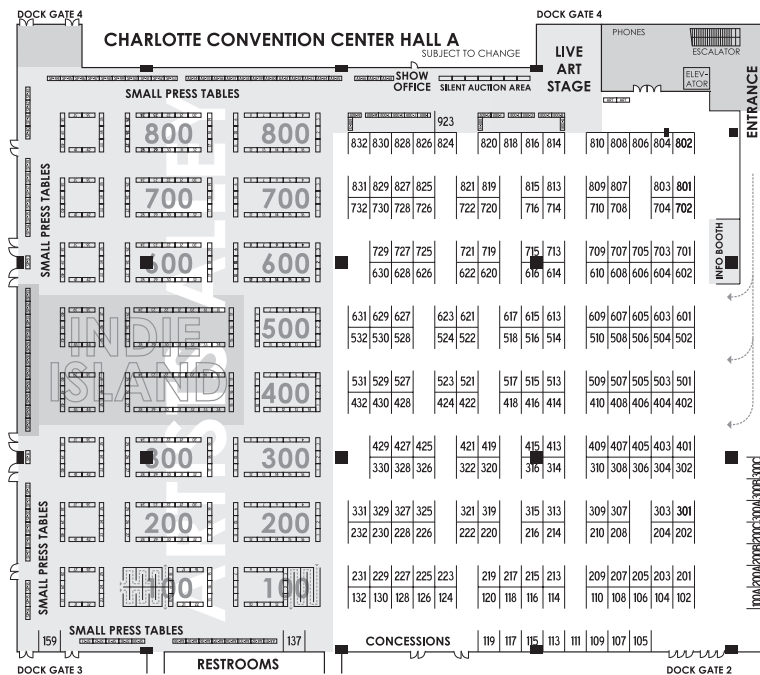 DOCK GATE 4
DOCK GATE 4
CHARLOTTE CONVENTION CENTER HALL A
SUBJECT TO CHANGE
PHONES
ESCALATOR
ELEV-
ATOR
LIVE
ART
STAGE
ENTRANCE
SHOW
OFFICE
SILENT AUCTION AREA
SMALL PRESS TABLES
923
800 800
832 830 828 826 824 820 818 816 814 810 808 806 804 802
SMALL PRESS TABLES
ARTIST'S ALLEY
700 700
831 829 827 825 821 819 815 813 809 807 803 801
732 730 728 726 722 720 716 714 710 708 704 702
INFO BOOTH
600 600
729 727 725 721 719 715 713 709 707 705 703 701
630 628 626 622 620 616 614 610 608 606 604 602
INDIE
ISLAND
500
631 629 627 623 621 617 615 613 609 607 605 603 601
532 530 528 524 522 518 516 514 510 508 506 504 502
400
531 529 527 523 521 517 515 513 509 507 505 503 501
432 430 428 424 422 418 416 414 410 408 406 404 402
300 300
429 427 425 421 419 415 413 409 407 405 403 401
330 328 326 322 320 316 314 310 308 306 304 302
SMALL PRESS TABLES
200 200
331 329 327 325 321 319 315 313 309 307 303 301
232 230 228 226 222 220 216 214 210 208 204 202
100A 200A 200B 200C 300A 300B 300C
100 100
231 229 227 225 223 219 217 215 213 209 207 205 203 201
132 130 128 126 124 120 118 116 114 110 108 106 104 102
SMALL PRESS TABLES
159
137
CONCESSIONS
119 117 115 113 111 109 107 105
DOCK GATE 3
RESTROOMS
DOCK GATE 2